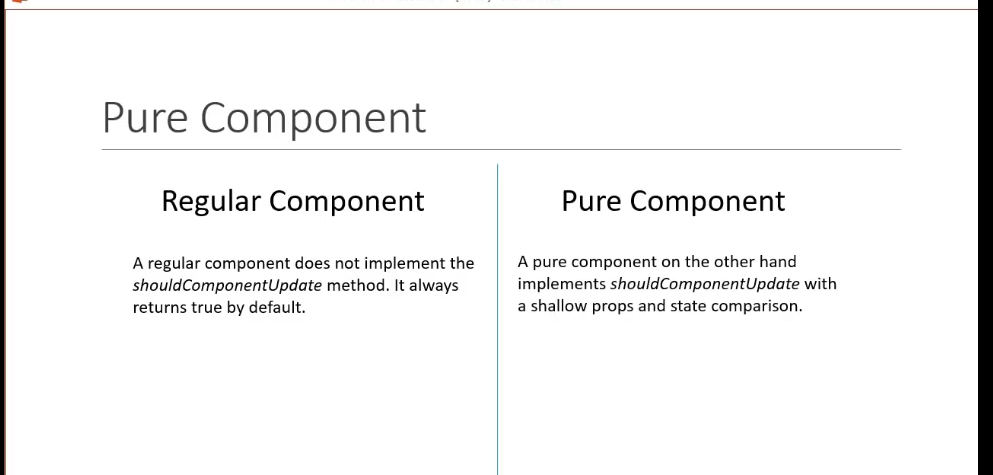 Pure Component
Regular Component
A regular component does not implement the
shouldComponentUpdate method. It always
returns true by default.
Pure Component
A pure component on the other hand
implements shouldComponentUpdate with
a shallow props and state comparison.